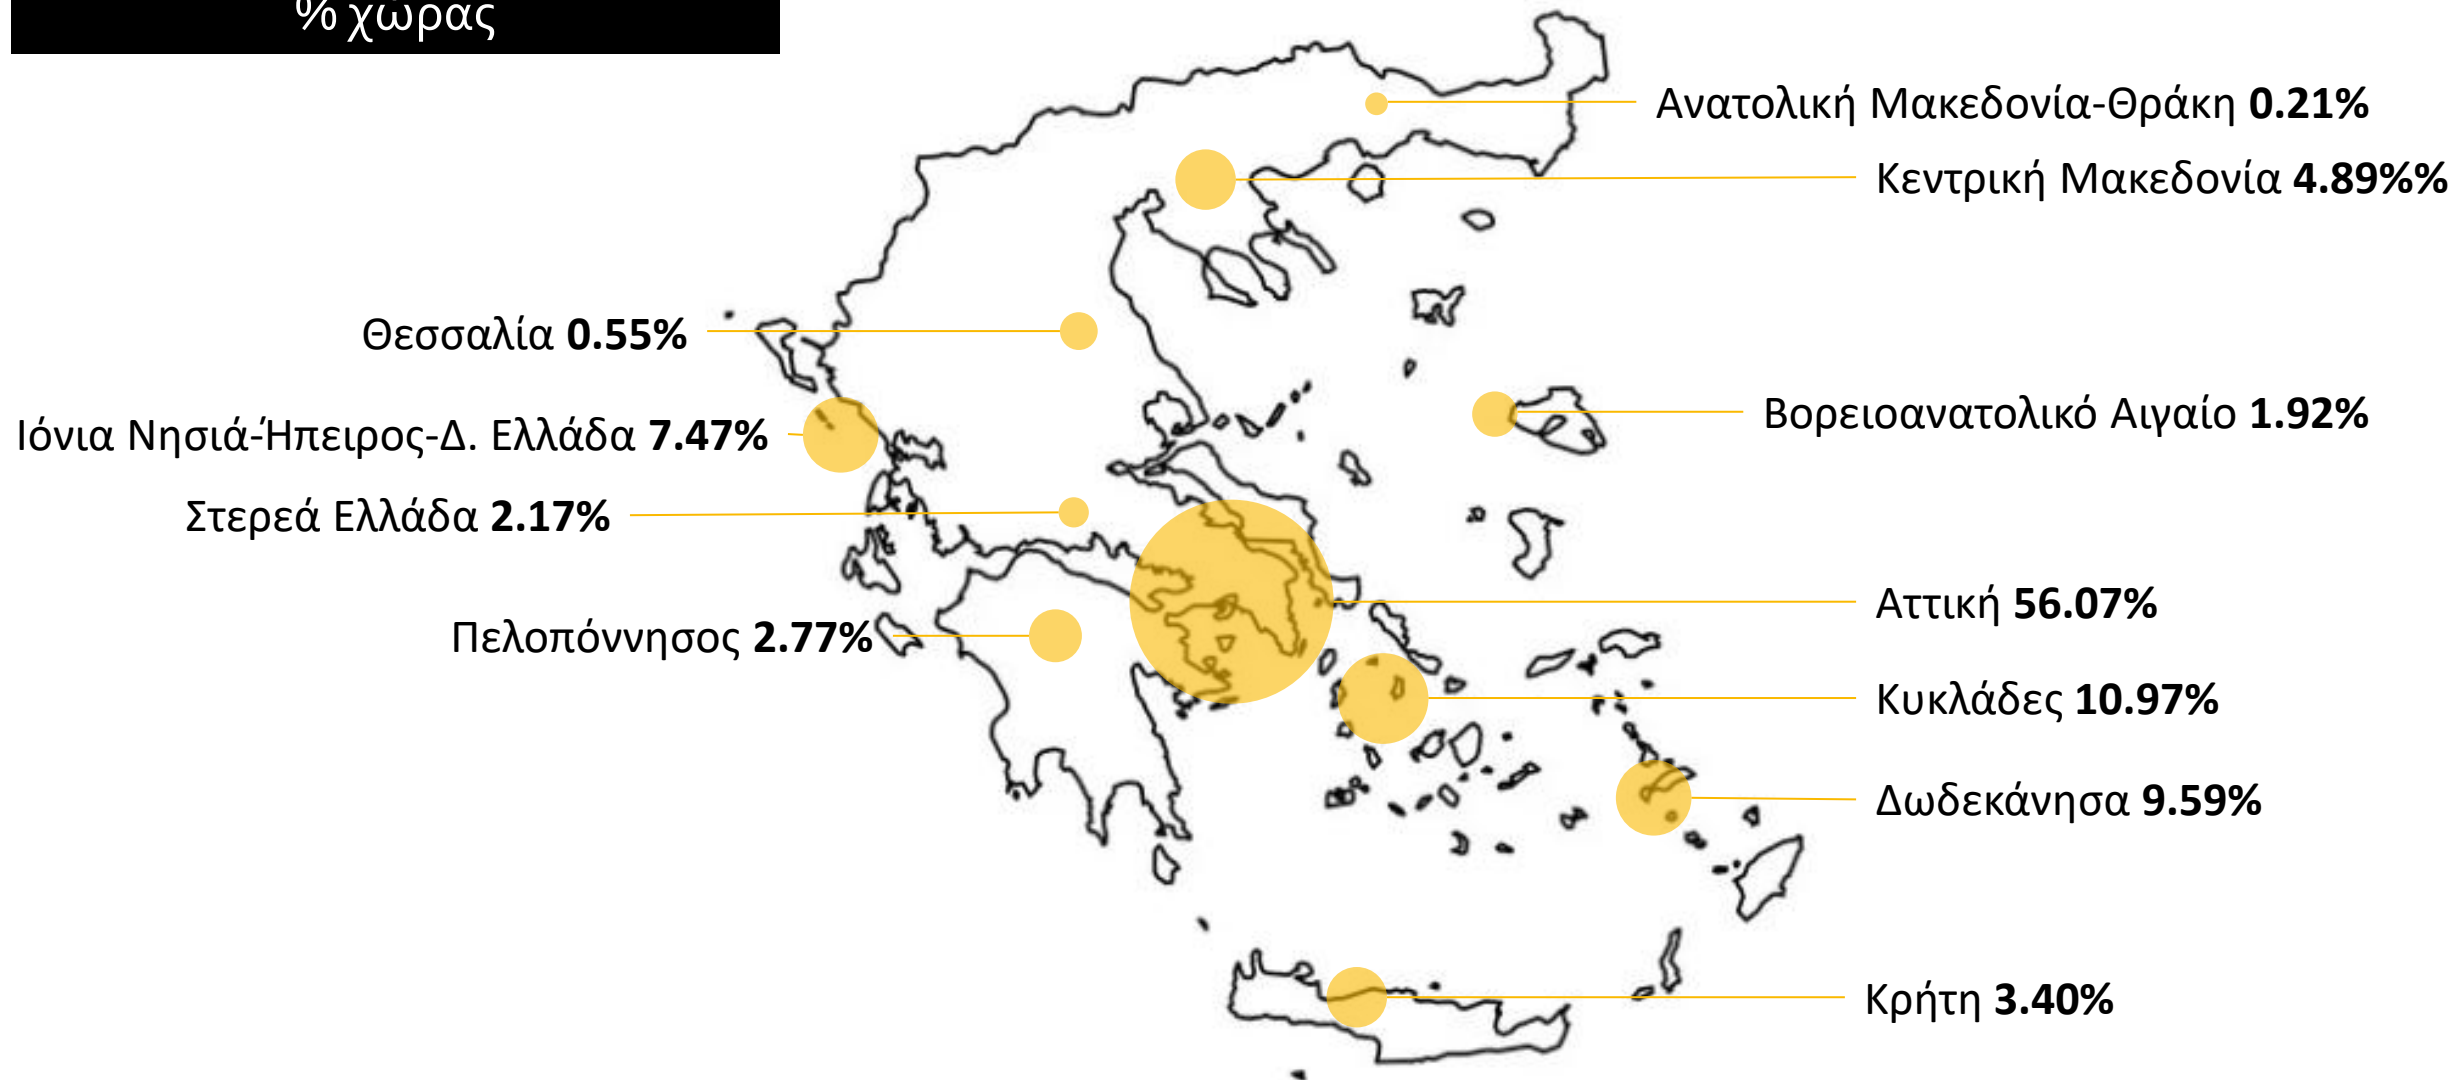 % χώρας
Ανατολική Μακεδονία-Θράκη 0.21%
Κεντρική Μακεδονία 4.89%%
Θεσσαλία 0.55%
Βορειοανατολικό Αιγαίο 1.92%
Ιόνια Νησιά-Ήπειρος-Δ. Ελλάδα 7.47%
Στερεά Ελλάδα 2.17%
Αττική 56.07%
Πελοπόννησος 2.77%
Κυκλάδες 10.97%
Δωδεκάνησα 9.59%
Κρήτη 3.40%